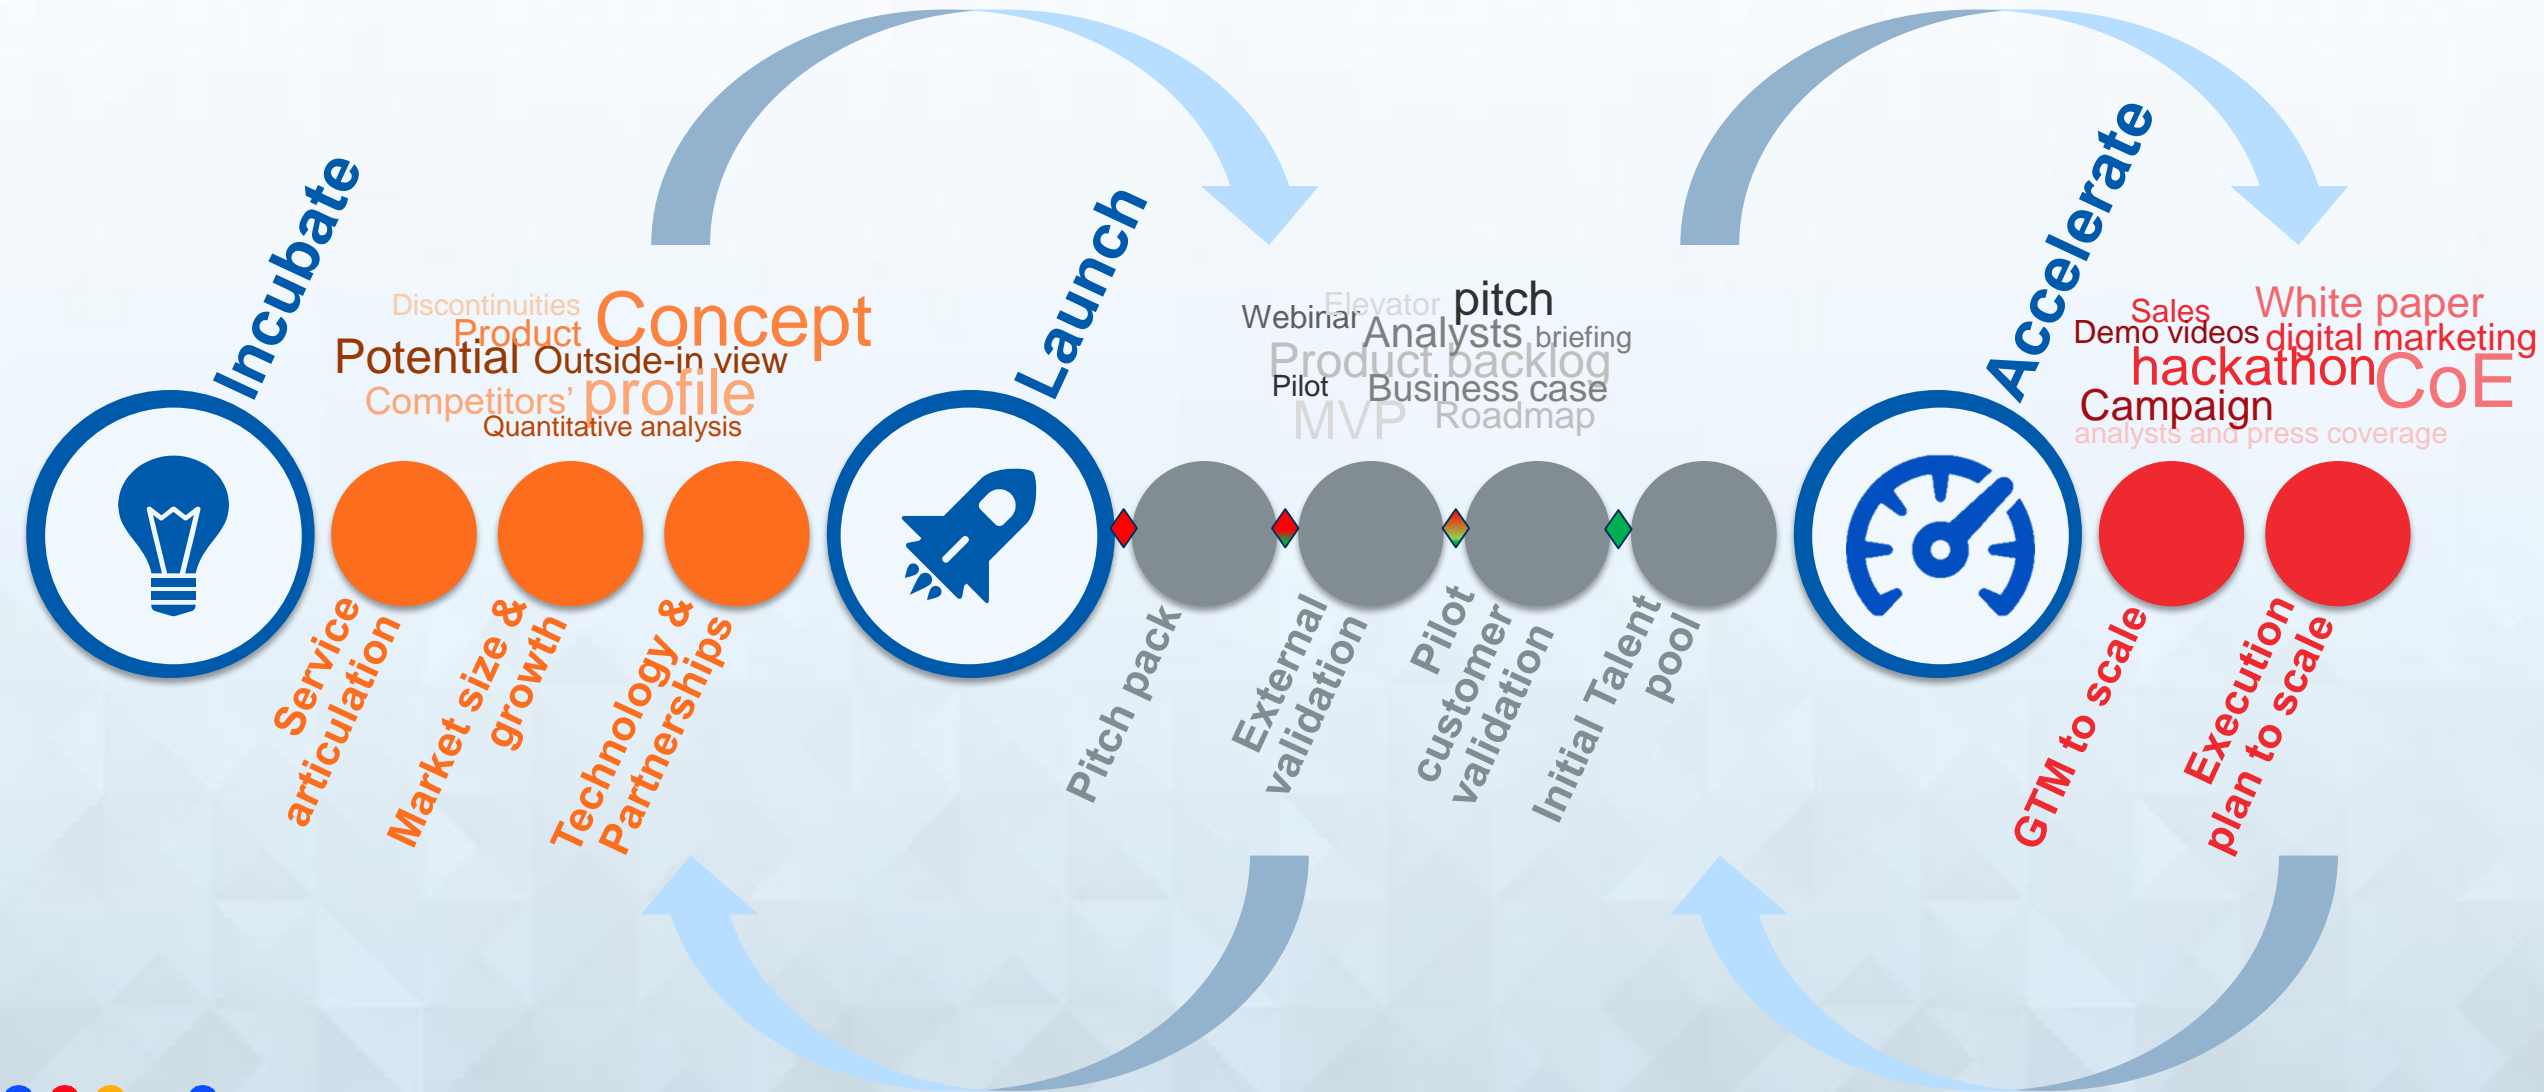 Incubate
Discontinuities
Product Concept
Potential Outside-in view
Competitors' profile
Quantitative analysis
Service
articulation
Market size &
growth
Technology &
Partnerships
Launch
Elevator pitch
Webinar
Analysts briefing
Product backlog
Pilot Business case
MVP Roadmap
Pitch pack
External
validation
Pilot
customer
validation
Initial Talent
pool
Accelerate
Sales White paper
Demo videos digital marketing
hackathon CoE
Campaign
analysts and press coverage
GTM to scale
Execution
plan to scale